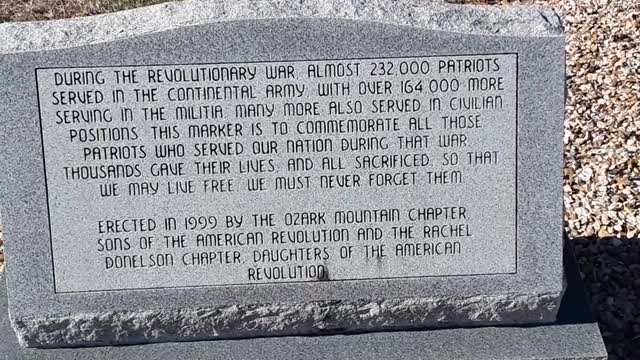 DURING THE REVOLUTIONARY WAR, ALMOST 232,000 PATRIOTS
SERVED IN THE CONTINENTAL ARMY, WITH OVER 164,000 MORE
SERVING IN THE MILITIA. MANY MORE ALSO SERVED IN CIVILIAN
POSITIONS. THIS MARKER IS TO COMMEMORATE ALL THOSE
PATRIOTS WHO SERVED OUR NATION DURING THAT WAR.
THOUSANDS GAVE THEIR LIVES, AND ALL SACRIFICED, SO THAT
WE MAY LIVE FREE. WE MUST NEVER FORGET THEM.
ERECTED IN 1999 BY THE OZARK MOUNTAIN CHAPTER,
SONS OF THE AMERICAN REVOLUTION AND THE RACHEL
DONELSON CHAPTER, DAUGHTERS OF THE AMERICAN
REVOLUTION.